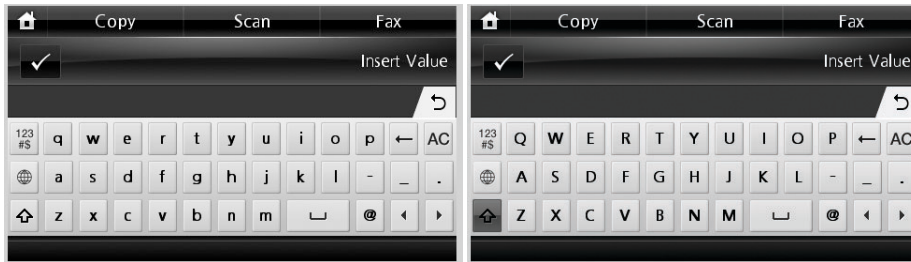 Copy Scan Fax
Insert Value
123 #$ q w e r t y u i o p ← AC
a s d f g h j k l - _ .
z x c v b n m @
Copy Scan Fax
Insert Value
123 #$ Q W E R T Y U I O P ← AC
A S D F G H J K L - _ .
Z X C V B N M @